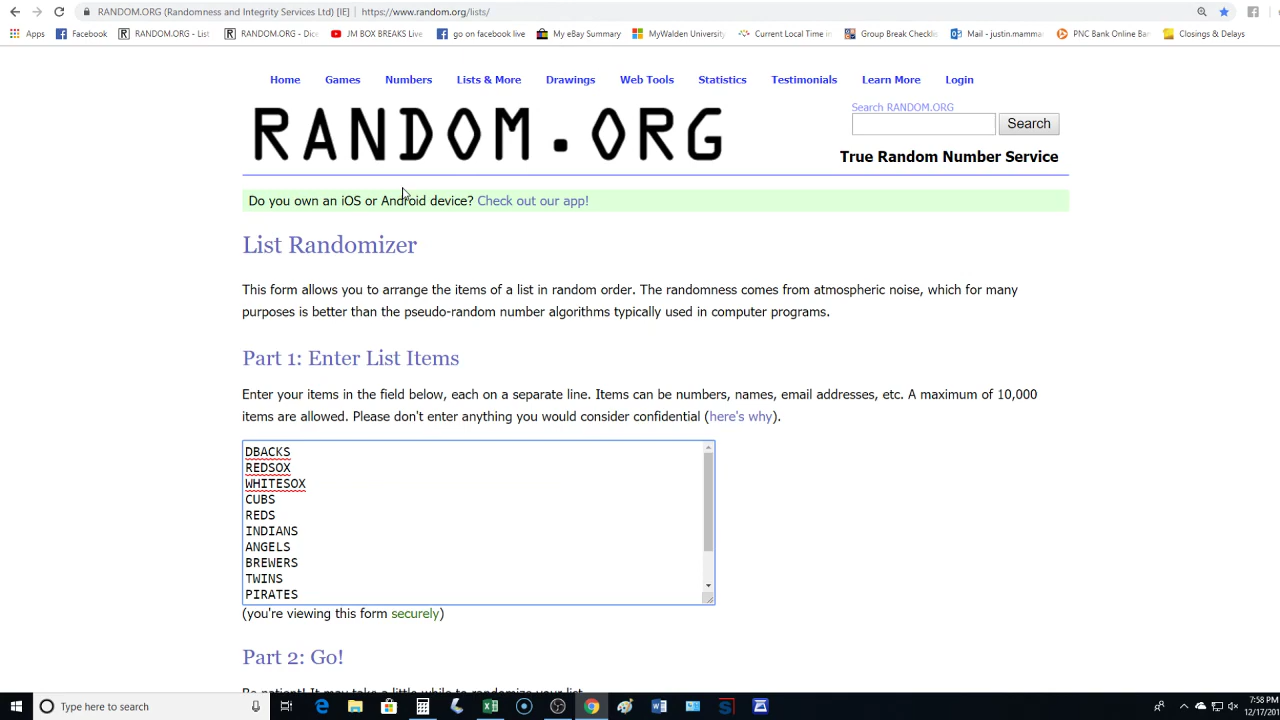 RANDOM.ORG (Randomness and Integrity Services Ltd) [IE] | https://www.random.org/lists/
Apps Facebook RANDOM.ORG - List RANDOM.ORG - Dice JM BOX BREAKS Live go on facebook live My eBay Summary MyWalden University Current Local Time in Group Break Checkli Mail - justin.mamma PNC Bank Online Ban Closings & Delays
Home Games Numbers Lists & More Drawings Web Tools Statistics Testimonials Learn More Login
RANDOM.ORG
Search RANDOM.ORG
Search
True Random Number Service
Do you own an iOS or Android device? Check out our app!
List Randomizer
This form allows you to arrange the items of a list in random order. The randomness comes from atmospheric noise, which for many
purposes is better than the pseudo-random number algorithms typically used in computer programs.
Part 1: Enter List Items
Enter your items in the field below, each on a separate line. Items can be numbers, names, email addresses, etc. A maximum of 10,000
items are allowed. Please don't enter anything you would consider confidential (here's why).
DBACKS
REDSOX
WHITESOX
CUBS
REDS
INDIANS
ANGELS
BREWERS
TWINS
PIRATES
(you're viewing this form securely)
Part 2: Go!
Be patient! It may take a little while to randomize your list
Type here to search
7:58 PM
12/17/201